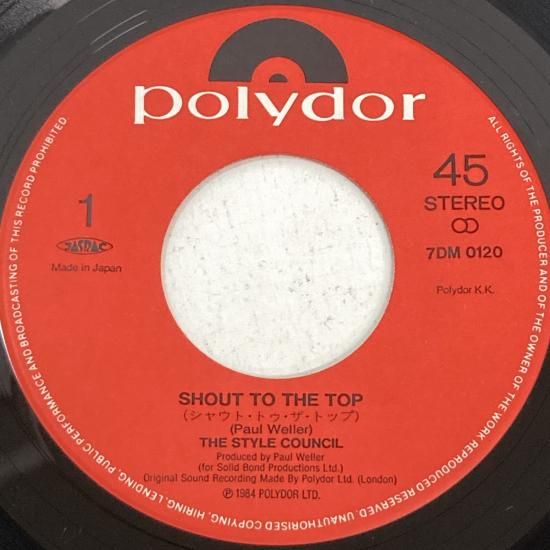 polydor
1
JASRAC
Made in Japan
45
STEREO
7DM 0120
Polydor K.K.
SHOUT TO THE TOP
(シャウト・トゥ・ザ・トップ)
(Paul Weller)
THE STYLE COUNCIL
Produced by Paul Weller
(for Solid Bond Productions Ltd.)
Original Sound Recording Made By Polydor Ltd. (London)
℗ 1984 POLYDOR LTD.
ALL RIGHTS OF THE PRODUCER AND OF THE OWNER OF THE WORK REPRODUCED RESERVED. UNAUTHORISED COPYING, HIRING, LENDING, PUBLIC PERFORMANCE AND BROADCASTING OF THIS RECORD PROHIBITED.